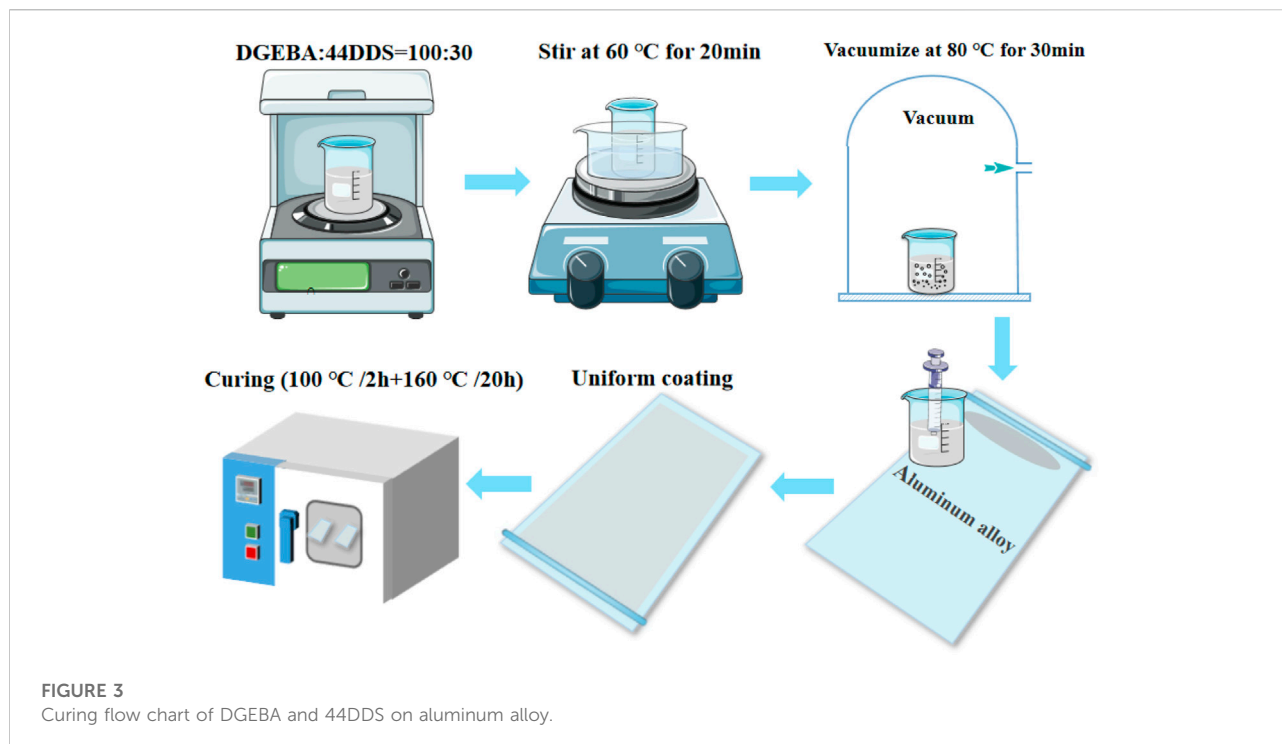 DGEBA:44DDS=100:30
Stir at 60 °C for 20min
Vacuumize at 80 °C for 30min
Vacuum
Curing (100 °C /2h+160 °C /20h)
Uniform coating
Aluminum alloy
FIGURE 3
Curing flow chart of DGEBA and 44DDS on aluminum alloy.